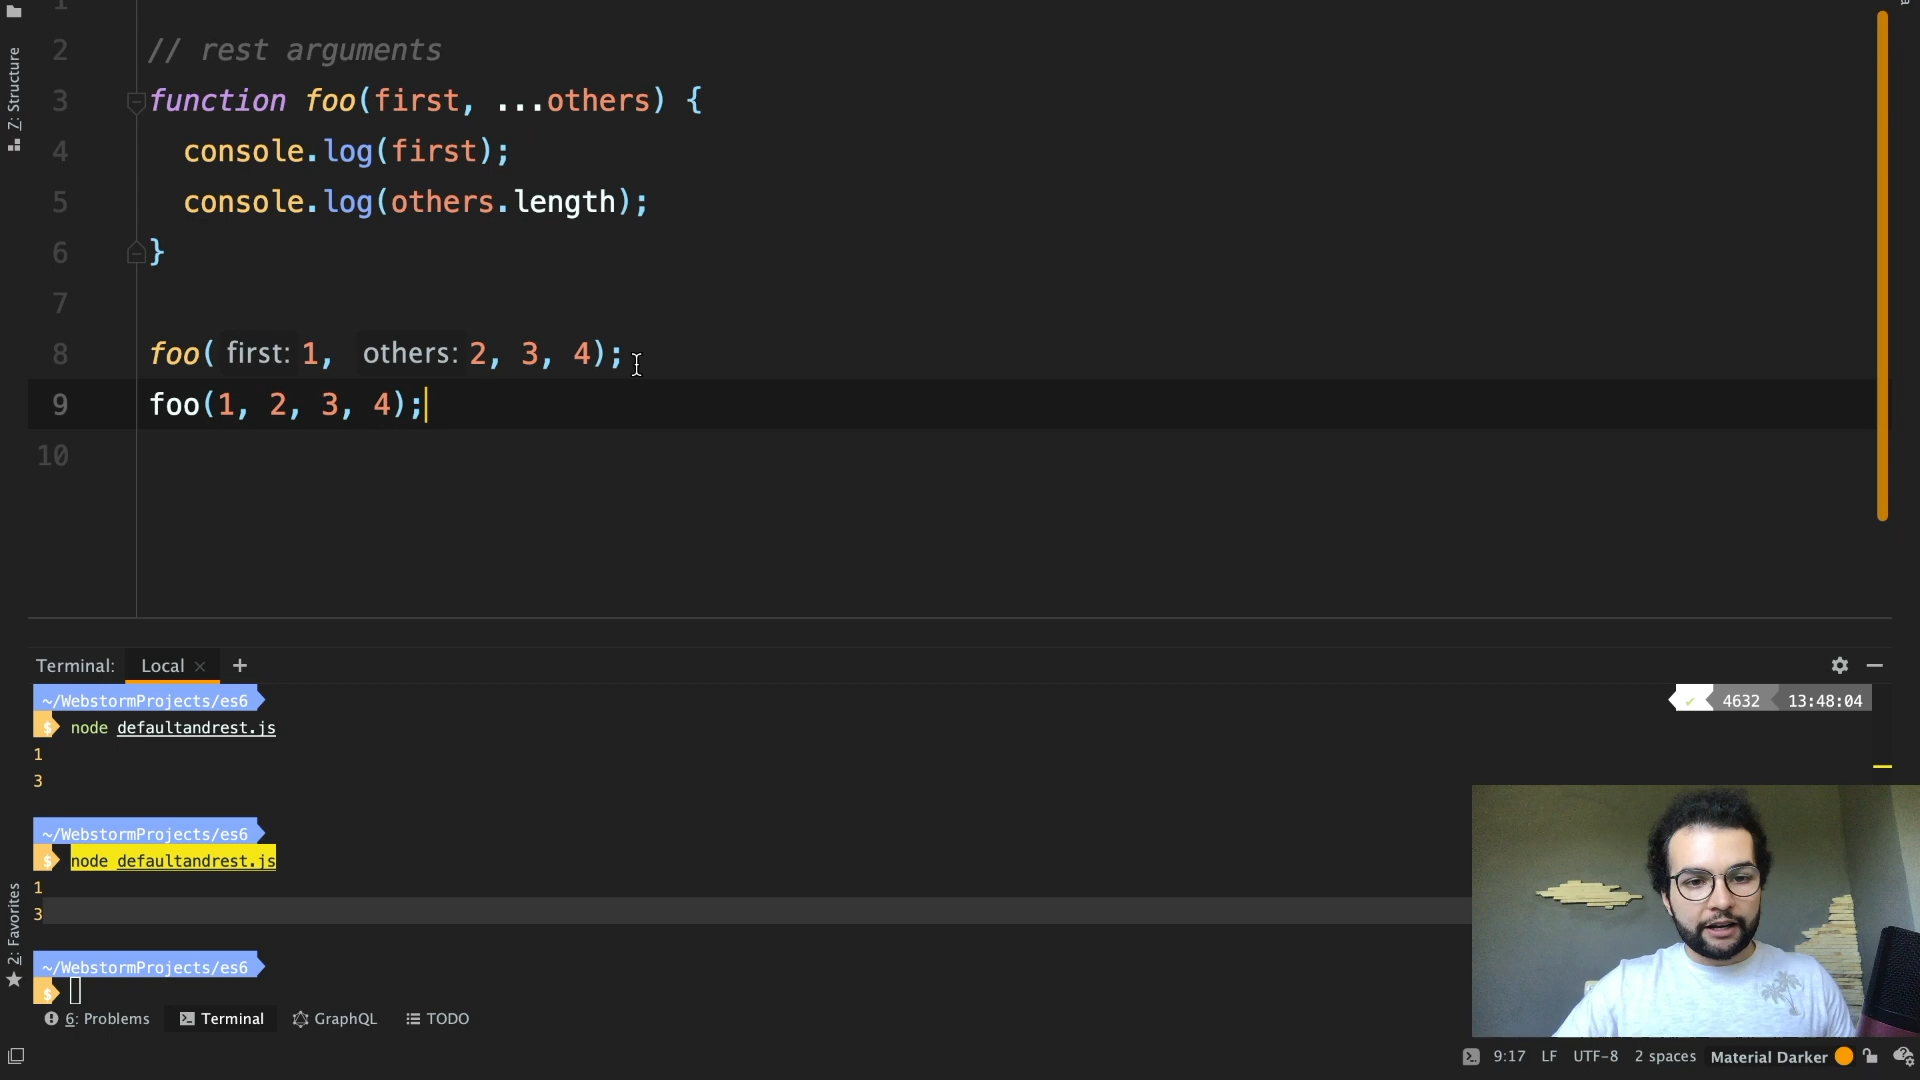 Z: Structure
1
2 // rest arguments
3 function foo(first, ...others) {
4 console.log(first);
5 console.log(others.length);
6 }
7
8 foo( first: 1, others: 2, 3, 4);
9 foo(1, 2, 3, 4);
10
Terminal: Local × +
~/WebstormProjects/es6 ✓ 4632 13:48:04
$ node defaultandrest.js
1
3
~/WebstormProjects/es6
$ node defaultandrest.js
1
3
2: Favorites
~/WebstormProjects/es6
$
6: Problems Terminal GraphQL TODO
9:17 LF UTF-8 2 spaces Material Darker